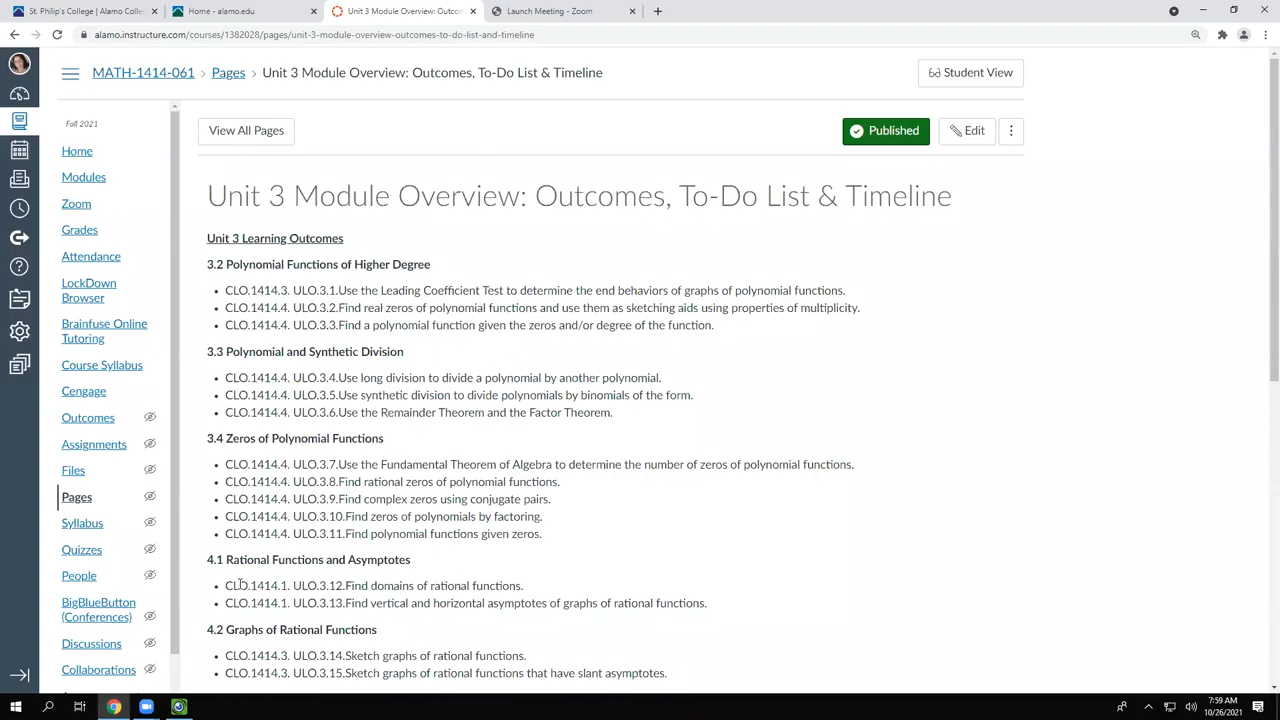 St. Philip's College | Alamo Colle
Home - alamo.edu
Unit 3 Module Overview: Outcom
Launch Meeting - Zoom
alamo.instructure.com/courses/1382028/pages/unit-3-module-overview-outcomes-to-do-list-and-timeline
MATH-1414-061 > Pages > Unit 3 Module Overview: Outcomes, To-Do List & Timeline
Student View
Fall 2021
Home
Modules
Zoom
Grades
Attendance
LockDown
Browser
Brainfuse Online
Tutoring
Course Syllabus
Cengage
Outcomes
Assignments
Files
Pages
Syllabus
Quizzes
People
BigBlueButton
(Conferences)
Discussions
Collaborations
View All Pages
Published
Edit
Unit 3 Module Overview: Outcomes, To-Do List & Timeline
Unit 3 Learning Outcomes
3.2 Polynomial Functions of Higher Degree
CLO.1414.3. ULO.3.1.Use the Leading Coefficient Test to determine the end behaviors of graphs of polynomial functions.
CLO.1414.4. ULO.3.2.Find real zeros of polynomial functions and use them as sketching aids using properties of multiplicity.
CLO.1414.4. ULO.3.3.Find a polynomial function given the zeros and/or degree of the function.
3.3 Polynomial and Synthetic Division
CLO.1414.4. ULO.3.4.Use long division to divide a polynomial by another polynomial.
CLO.1414.4. ULO.3.5.Use synthetic division to divide polynomials by binomials of the form.
CLO.1414.4. ULO.3.6.Use the Remainder Theorem and the Factor Theorem.
3.4 Zeros of Polynomial Functions
CLO.1414.4. ULO.3.7.Use the Fundamental Theorem of Algebra to determine the number of zeros of polynomial functions.
CLO.1414.4. ULO.3.8.Find rational zeros of polynomial functions.
CLO.1414.4. ULO.3.9.Find complex zeros using conjugate pairs.
CLO.1414.4. ULO.3.10.Find zeros of polynomials by factoring.
CLO.1414.4. ULO.3.11.Find polynomial functions given zeros.
4.1 Rational Functions and Asymptotes
CLO.1414.1. ULO.3.12.Find domains of rational functions.
CLO.1414.1. ULO.3.13.Find vertical and horizontal asymptotes of graphs of rational functions.
4.2 Graphs of Rational Functions
CLO.1414.3. ULO.3.14.Sketch graphs of rational functions.
CLO.1414.3. ULO.3.15.Sketch graphs of rational functions that have slant asymptotes.
7:59 AM
10/26/2021